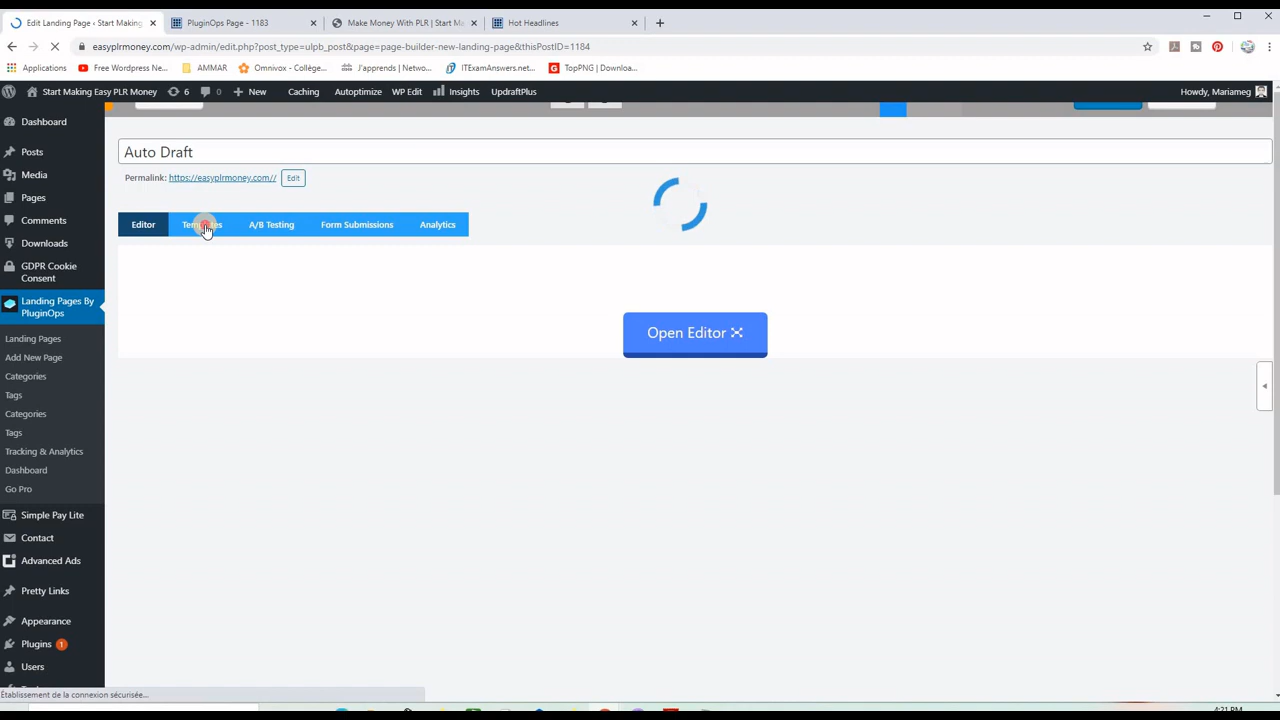 Edit Landing Page ‹ Start Making
PluginOps Page - 1183
Make Money With PLR | Start Ma
Hot Headlines
easyplrmoney.com/wp-admin/edit.php?post_type=ulpb_post&page=page-builder-new-landing-page&thisPostID=1184
Applications
Free Wordpress Ne...
AMMAR
Omnivox - Collège...
J'apprends | Netwo...
ITExamAnswers.net...
TopPNG | Downloa...
Start Making Easy PLR Money
6
0
New
Caching
Autoptimize
WP Edit
Insights
UpdraftPlus
Howdy, Mariameg
Dashboard
Posts
Media
Pages
Comments
Downloads
GDPR Cookie
Consent
Landing Pages By
PluginOps
Landing Pages
Add New Page
Categories
Tags
Categories
Tags
Tracking & Analytics
Dashboard
Go Pro
Simple Pay Lite
Contact
Advanced Ads
Pretty Links
Appearance
Plugins 1
Users
Auto Draft
Permalink: https://easyplrmoney.com// Edit
Editor
Templates
A/B Testing
Form Submissions
Analytics
Open Editor
Établissement de la connexion sécurisée...
4:21 PM